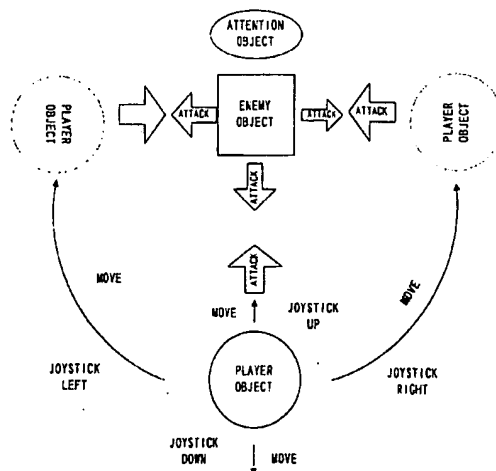 ATTENTION
OBJECT
ENEMY
OBJECT
PLAYER
OBJECT
ATTACK
ATTACK
ATTACK
PLAYER
OBJECT
ATTACK
ATTACK
MOVE
MOVE
JOYSTICK
UP
MOVE
JOYSTICK
LEFT
PLAYER
OBJECT
JOYSTICK
RIGHT
JOYSTICK
DOWN
MOVE